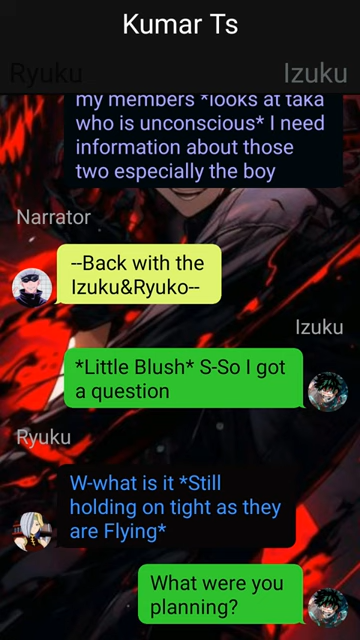 Kumar Ts
Ryuku
Izuku
my members *looks at taka
who is unconscious* I need
information about those
two especially the boy
Narrator
--Back with the
Izuku&Ryuko--
Izuku
*Little Blush* S-So I got
a question
Ryuku
W-what is it *Still
holding on tight as they
are Flying*
What were you
planning?